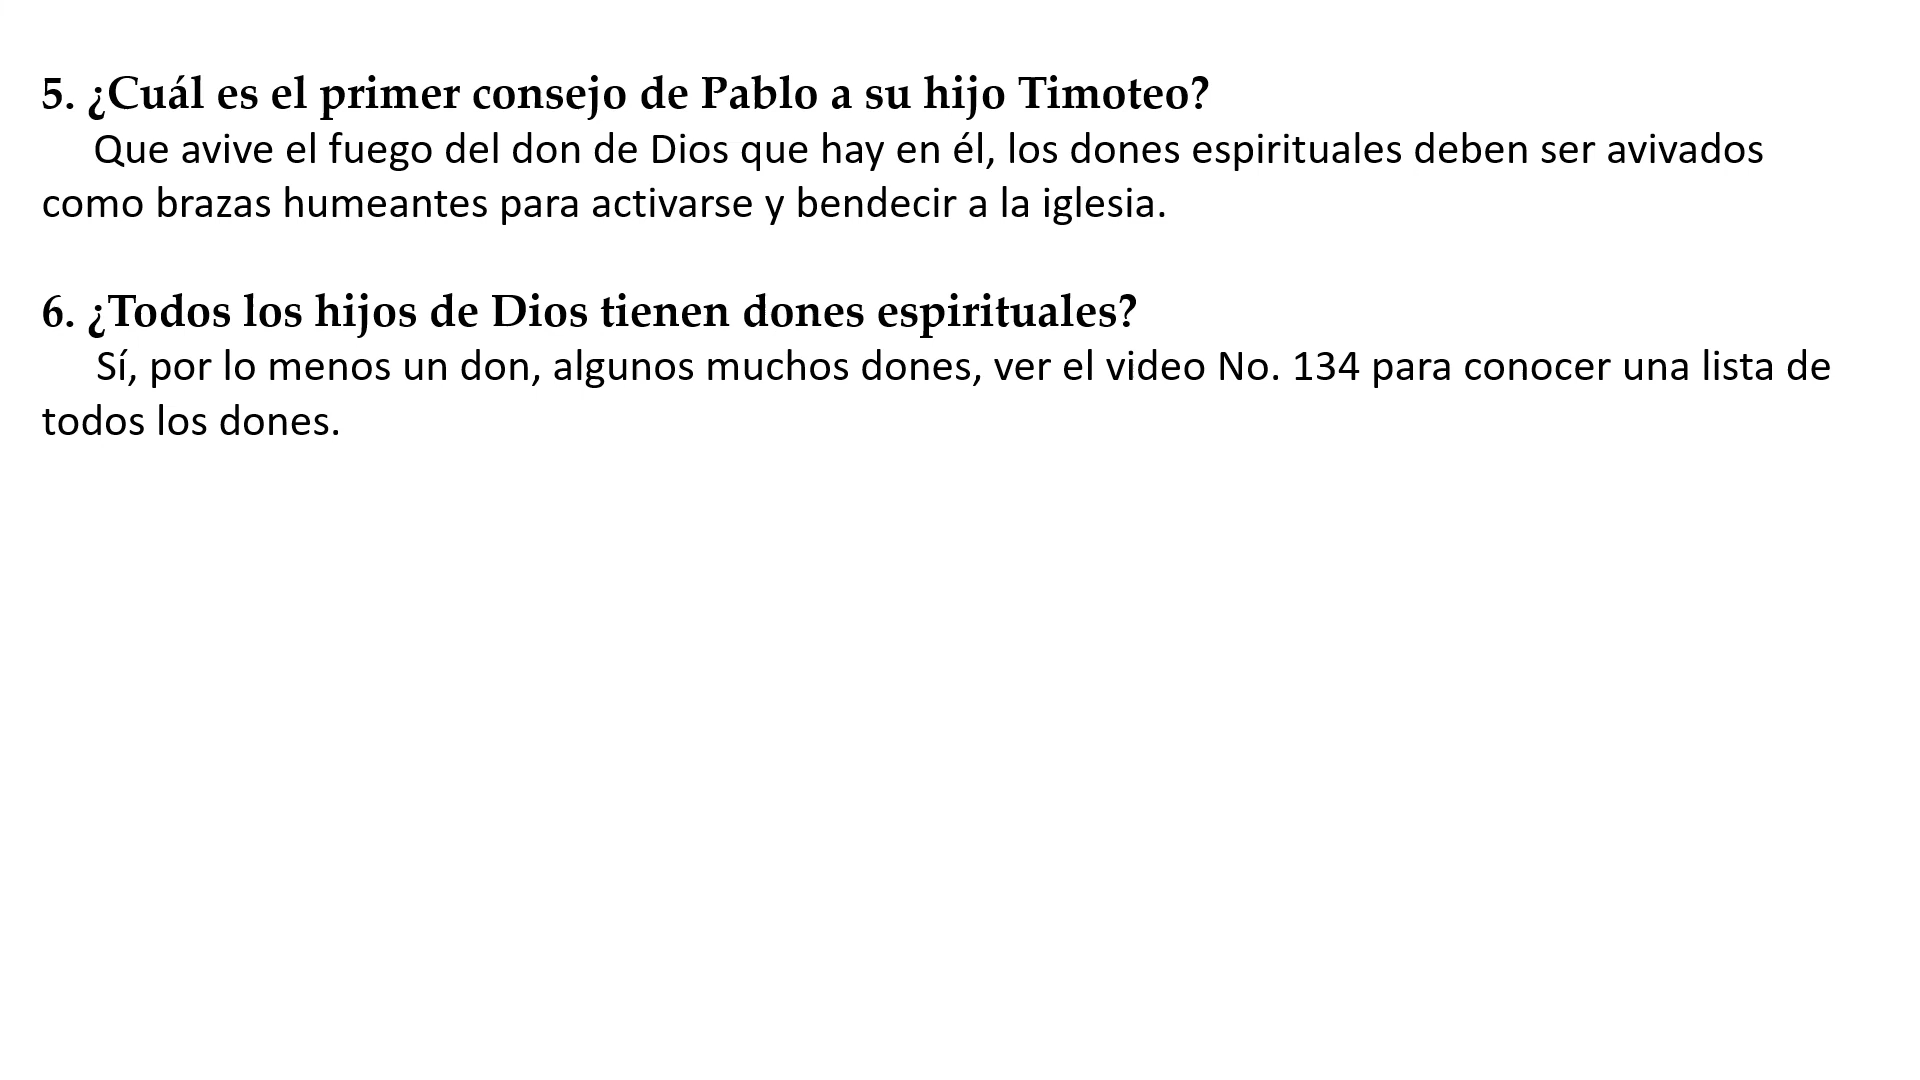 5. ¿Cuál es el primer consejo de Pablo a su hijo Timoteo?
Que avive el fuego del don de Dios que hay en él, los dones espirituales deben ser avivados
como brazas humeantes para activarse y bendecir a la iglesia.
6. ¿Todos los hijos de Dios tienen dones espirituales?
Sí, por lo menos un don, algunos muchos dones, ver el video No. 134 para conocer una lista de
todos los dones.